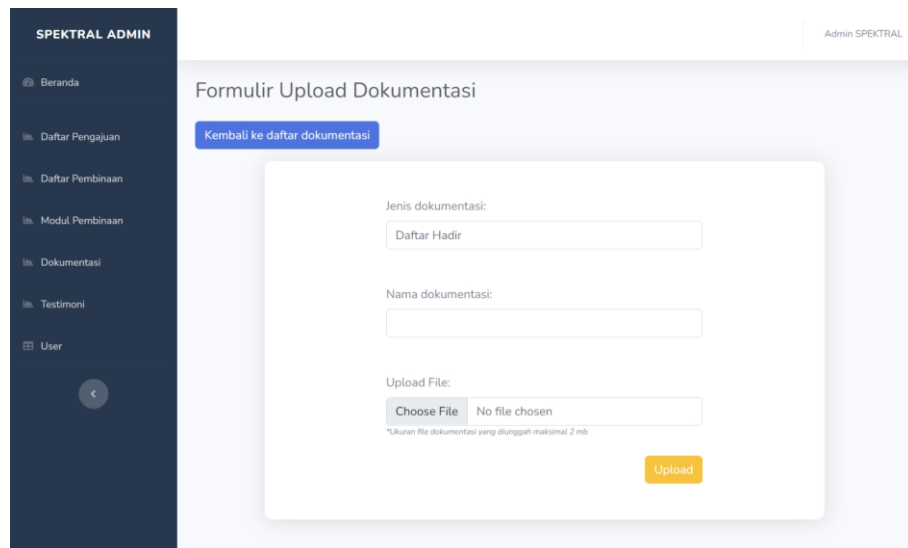 SPEKTRAL ADMIN
Admin SPEKTRAL
Beranda
Daftar Pengajuan
Daftar Pembinaan
Modul Pembinaan
Dokumentasi
Testimoni
User
Formulir Upload Dokumentasi
Kembali ke daftar dokumentasi
Jenis dokumentasi:
Daftar Hadir
Nama dokumentasi:
Upload File:
Choose File No file chosen
*Ukuran file dokumentasi yang diunggah maksimal 2 mb
Upload